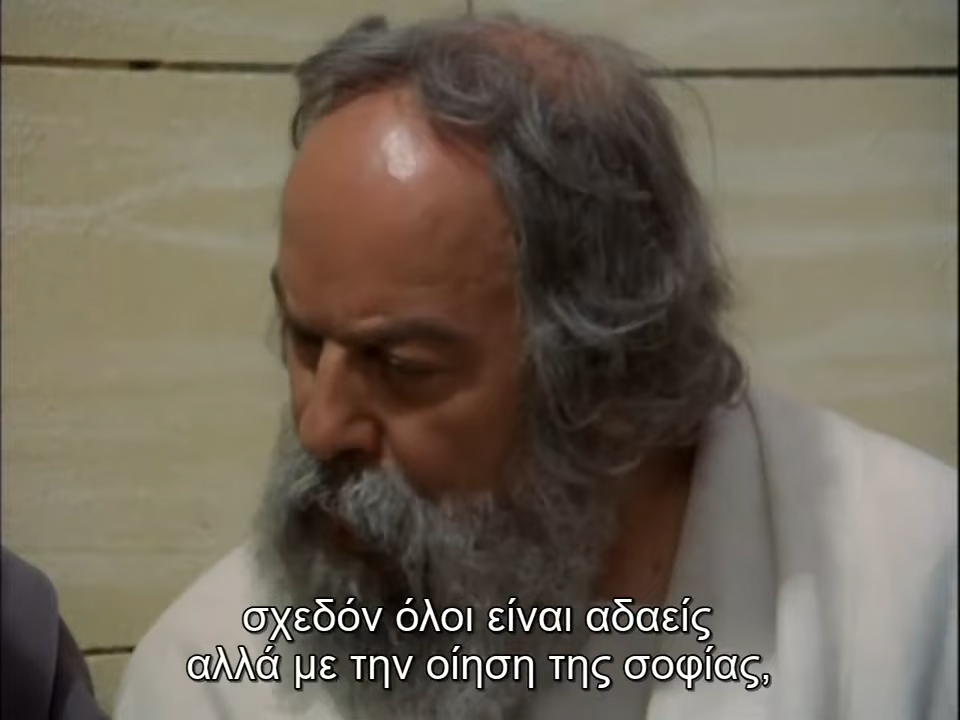 σχεδόν όλοι είναι αδαείς
αλλά με την οίηση της σοφίας,